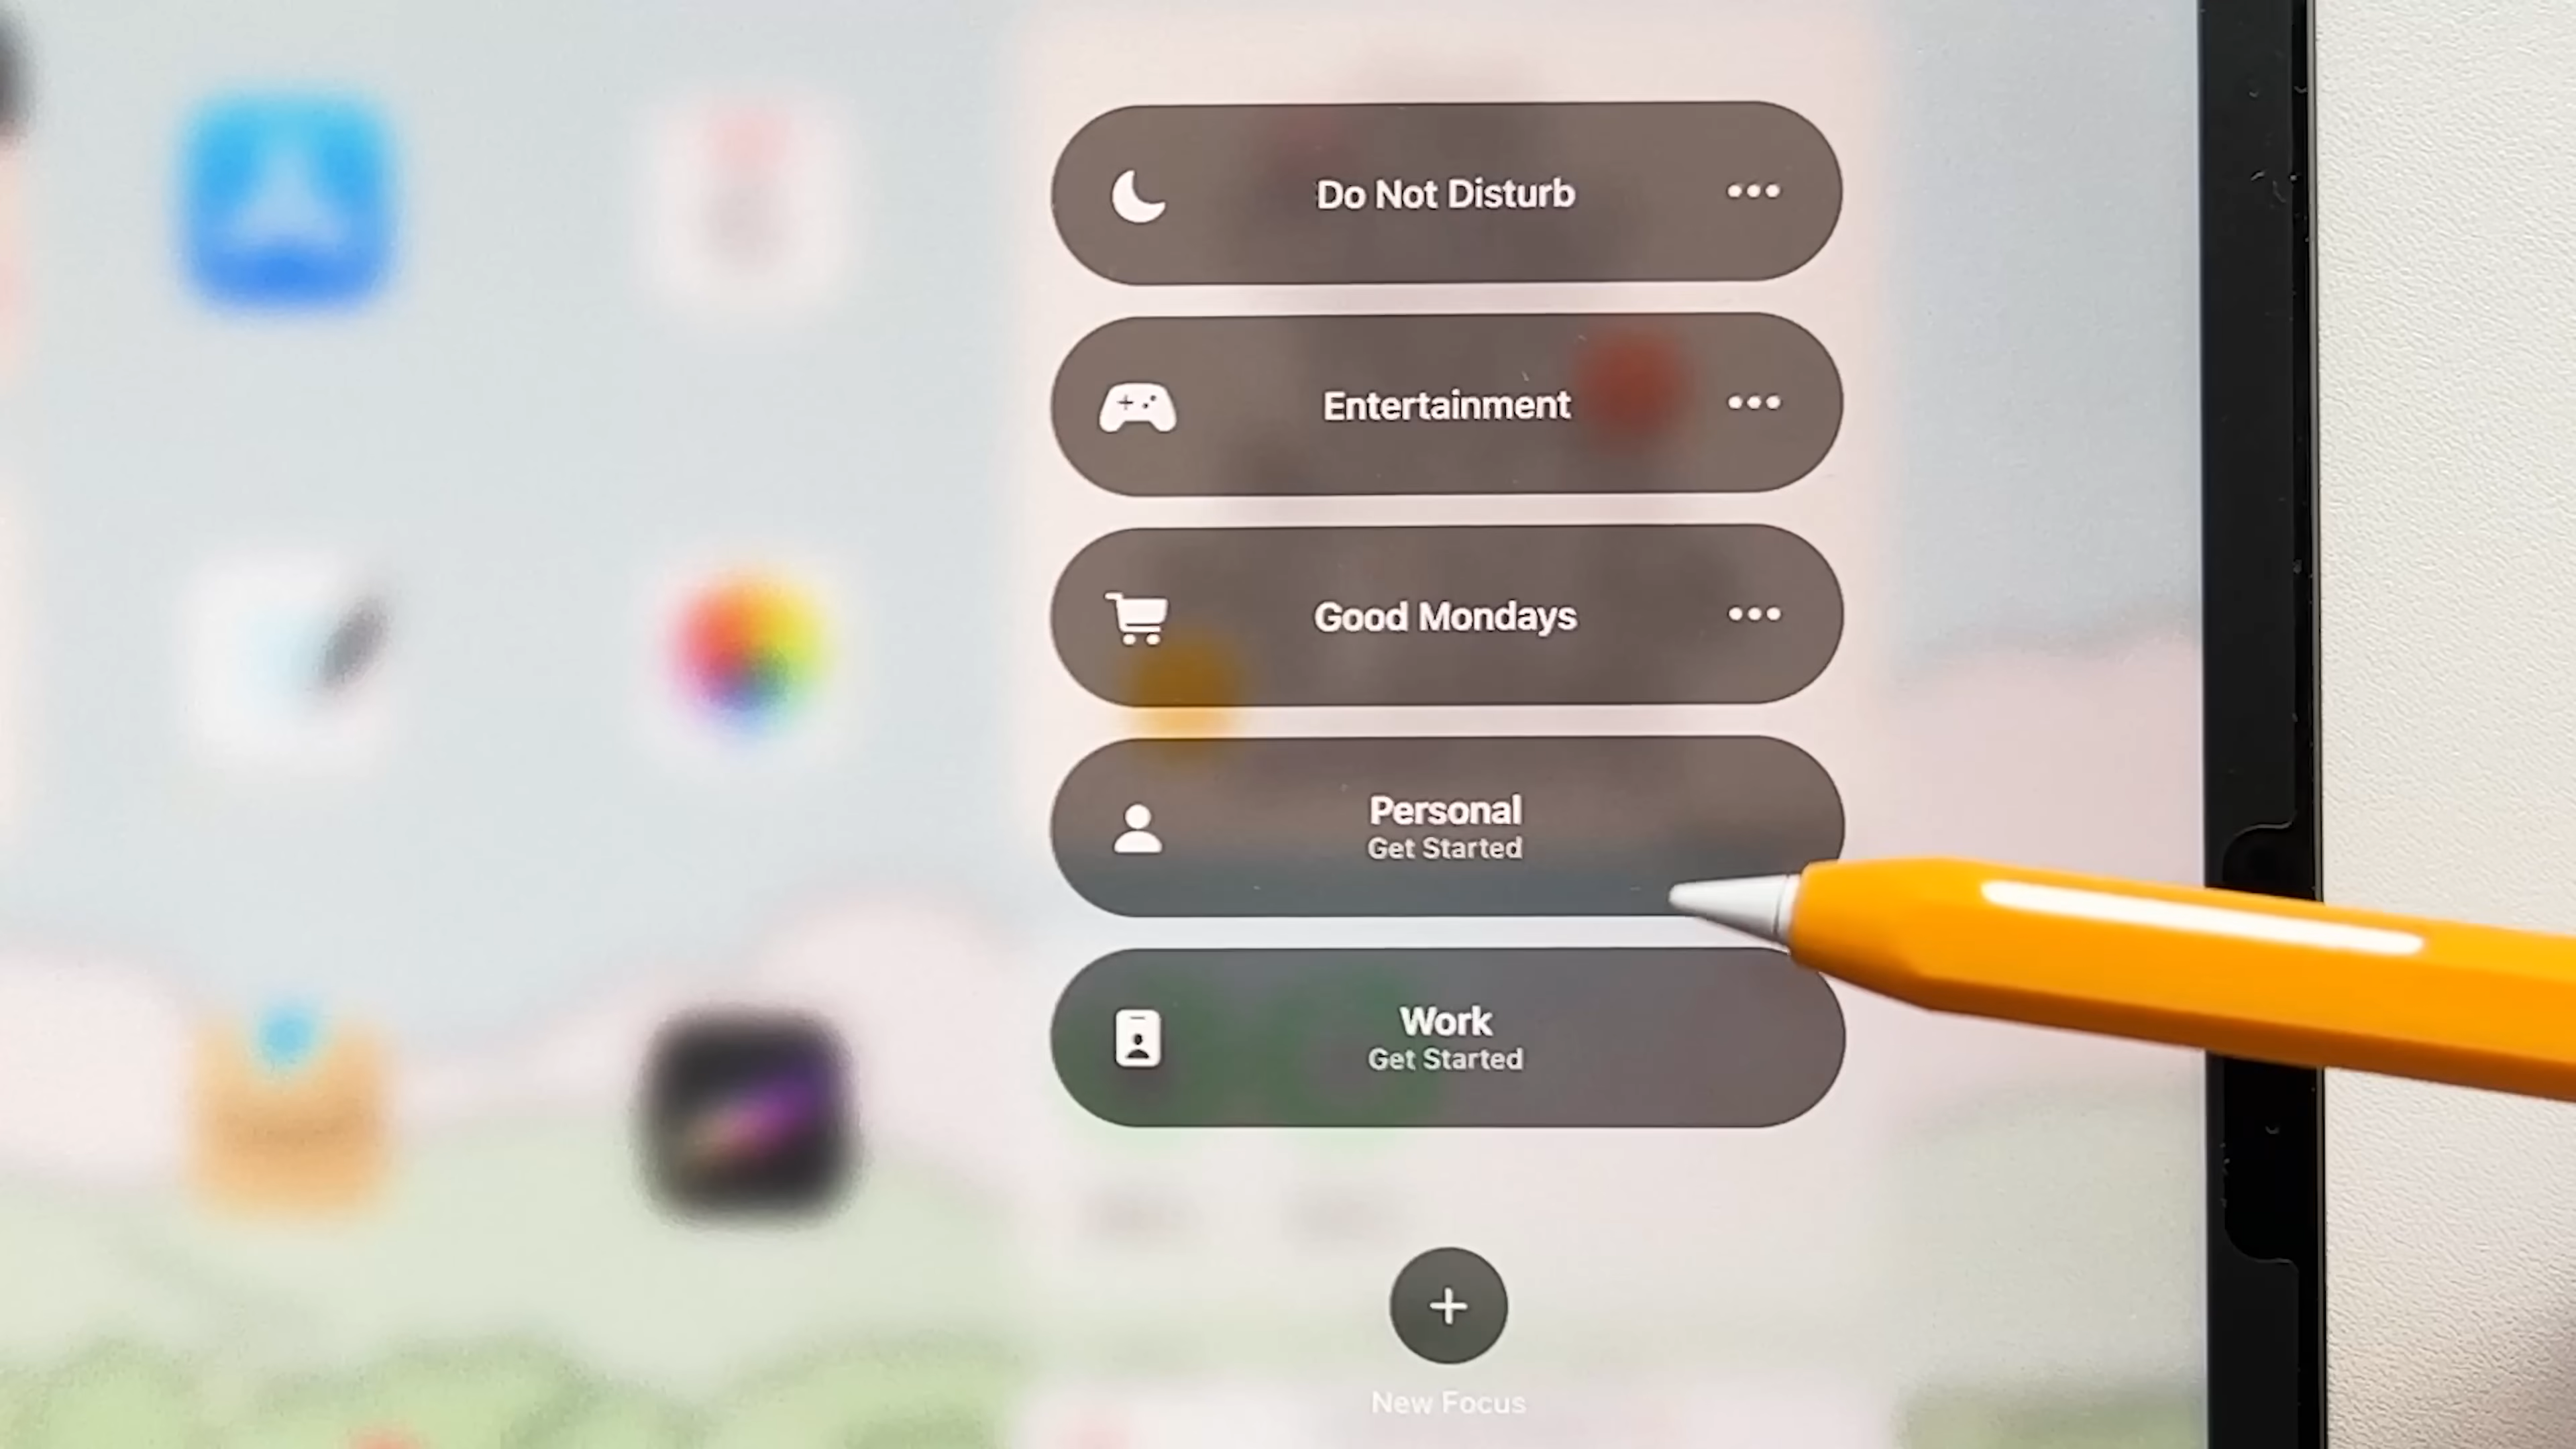 Do Not Disturb
Entertainment
Good Mondays
Personal
Get Started
Work
Get Started
New Focus